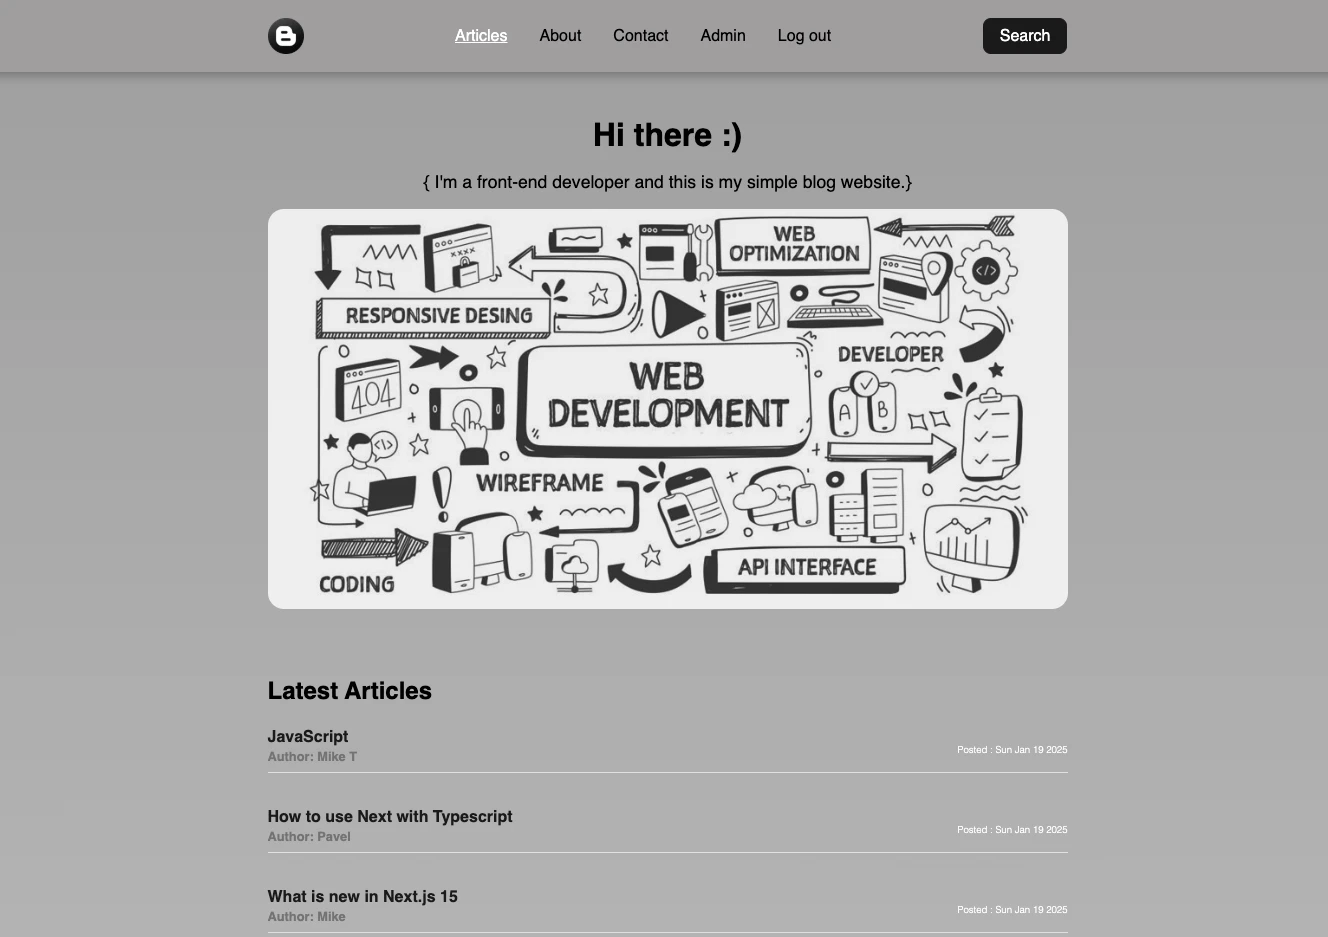 B
Articles About Contact Admin Log out
Search
Hi there :)
{ I'm a front-end developer and this is my simple blog website.}
WEB
OPTIMIZATION
xxxx
</>
RESPONSIVE DESING
DEVELOPER
404
WEB
DEVELOPMENT
A B
</>
WIREFRAME
API INTERFACE
CODING
Latest Articles
JavaScript
Author: Mike T
Posted : Sun Jan 19 2025
How to use Next with Typescript
Author: Pavel
Posted : Sun Jan 19 2025
What is new in Next.js 15
Author: Mike
Posted : Sun Jan 19 2025